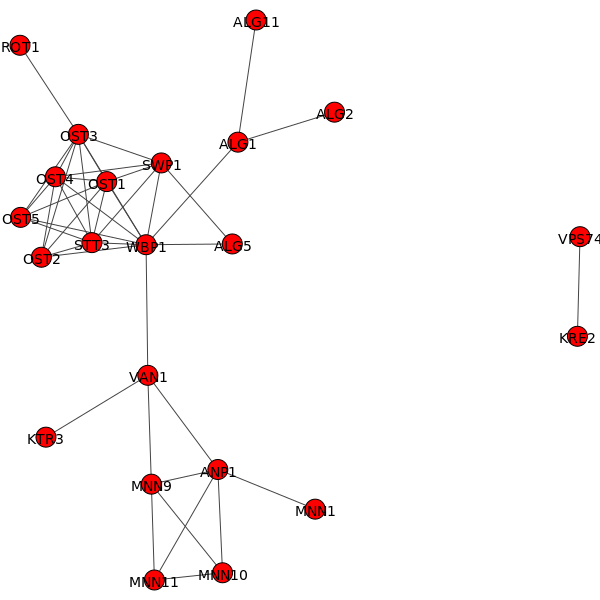 ALG11
ROT1
ALG2
OST3
ALG1
SWP1
OST4
OST1
OST5
ALG5
STT3
WBP1
OST2
VPS74
KRE2
VAN1
KTR3
ANP1
MNN9
MNN1
MNN10
MNN11